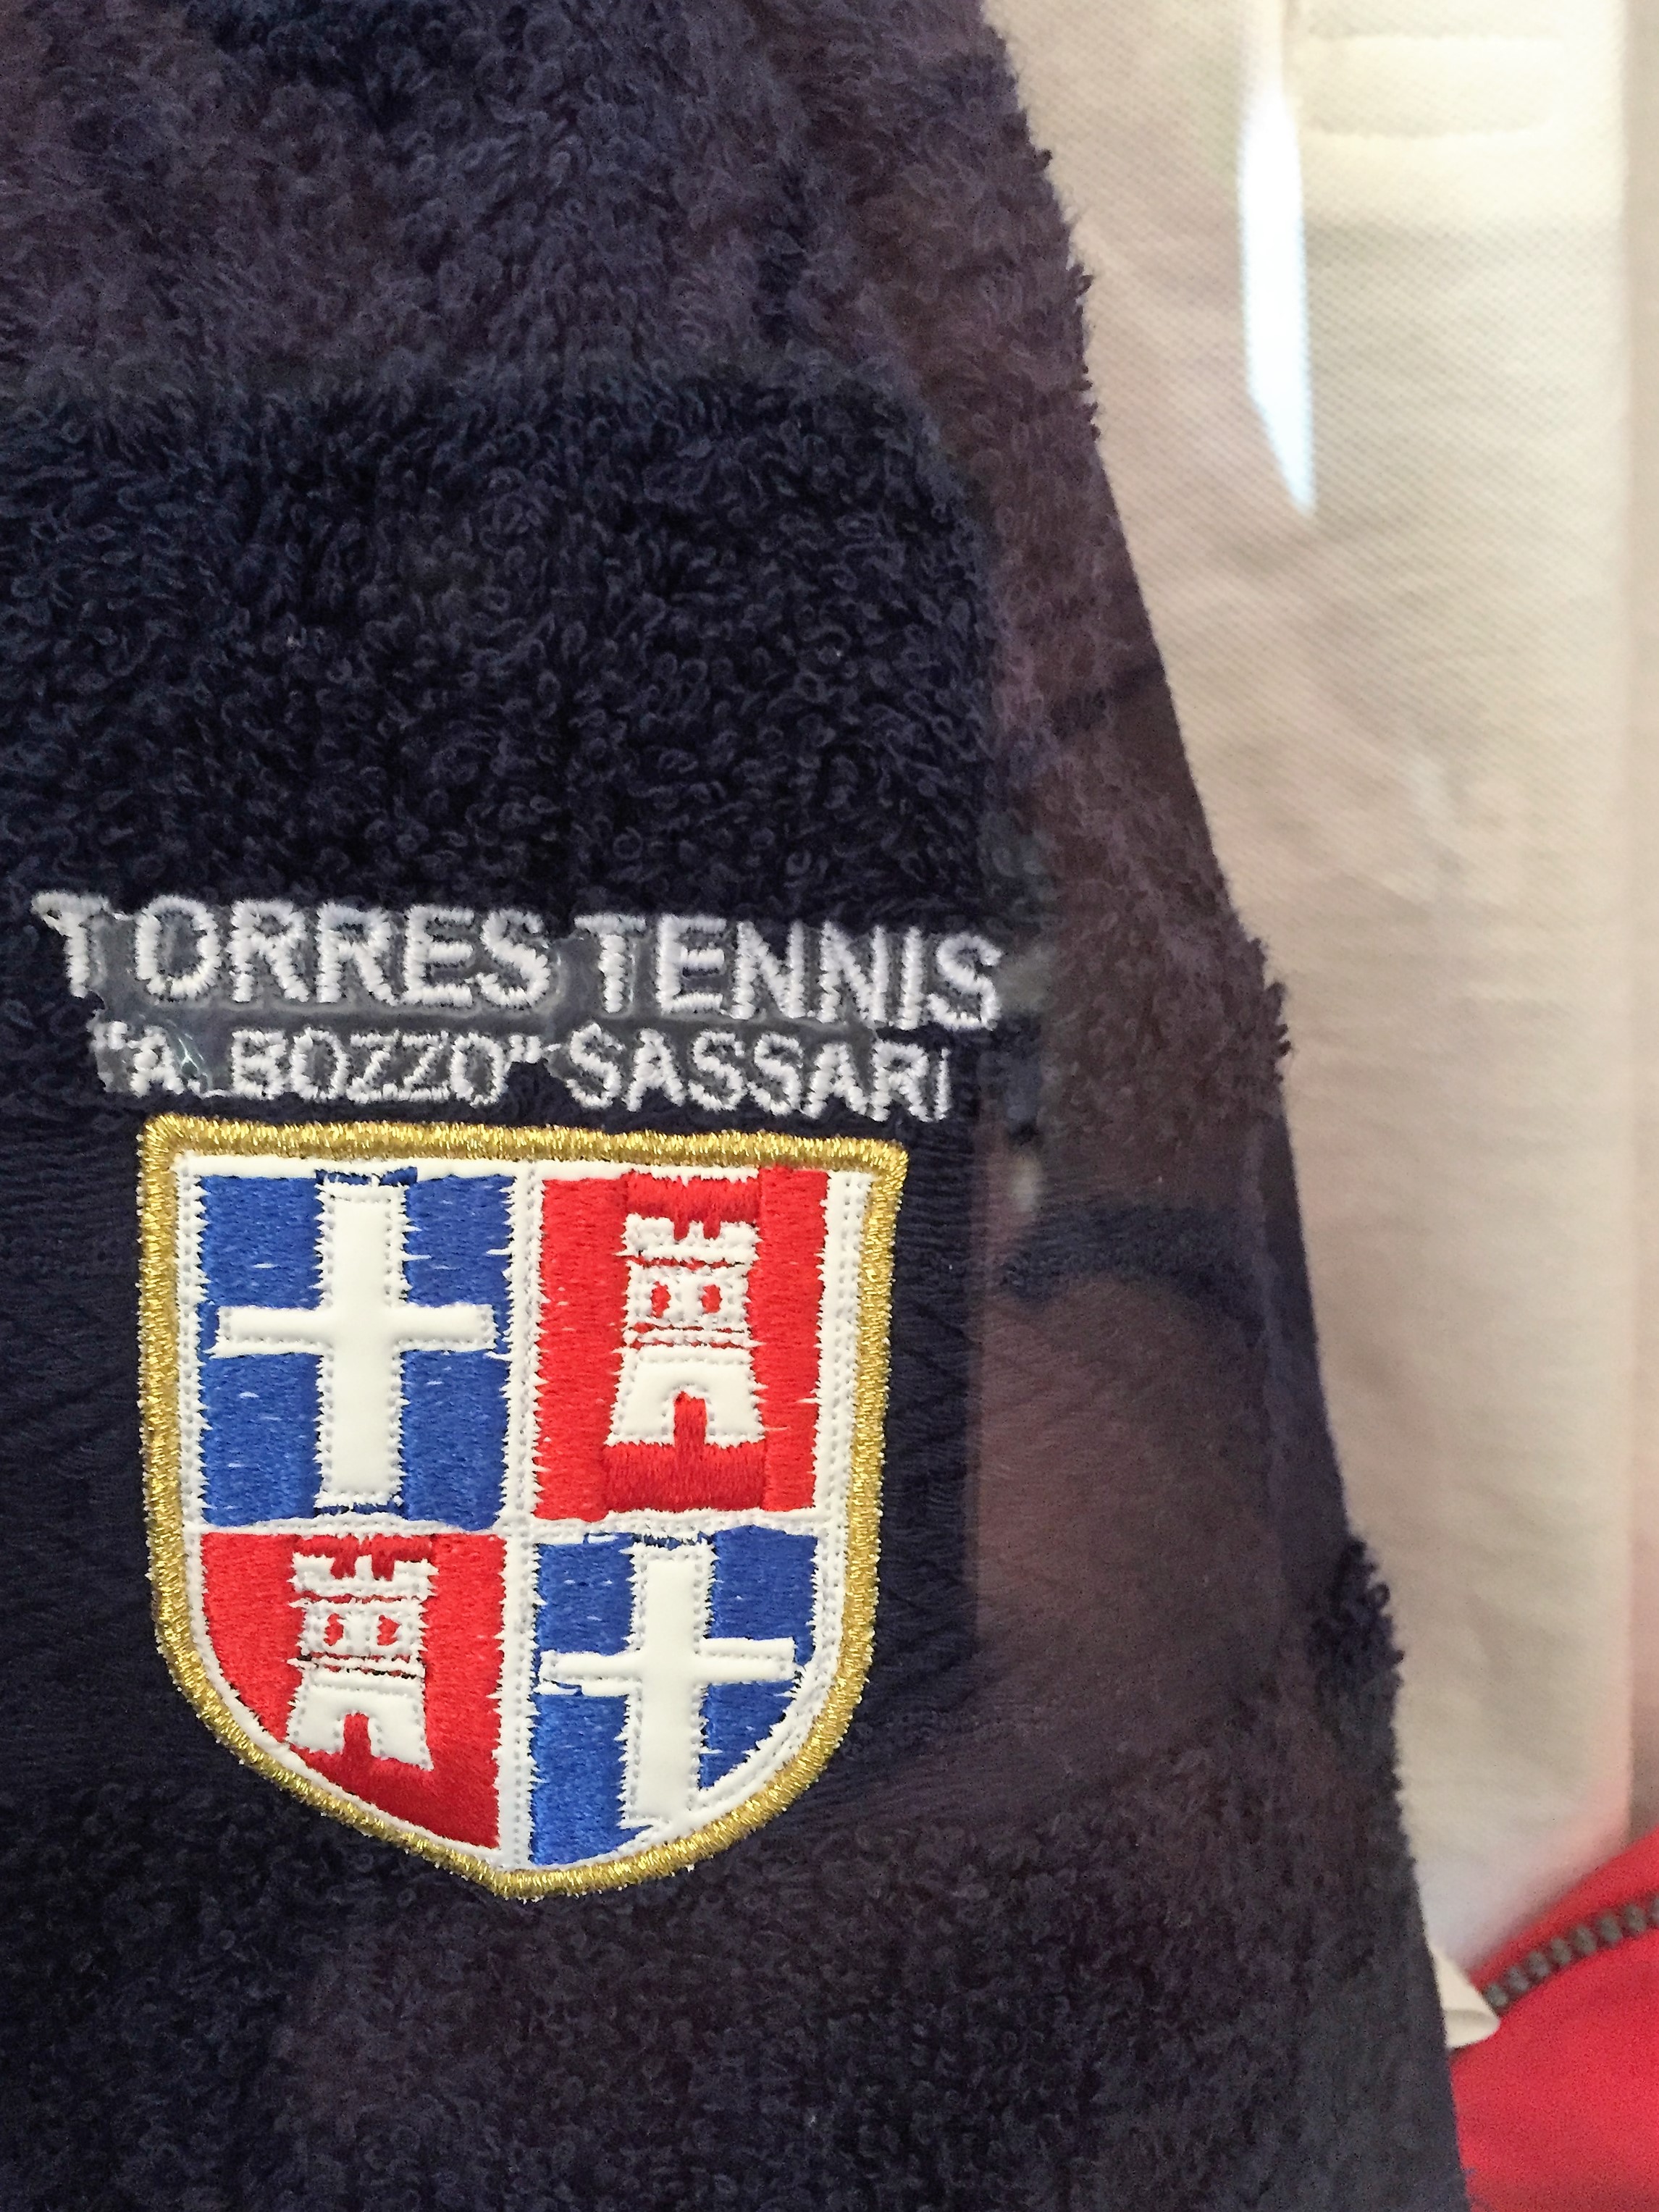 TORRES TENNIS
"A. BOZZO" SASSARI